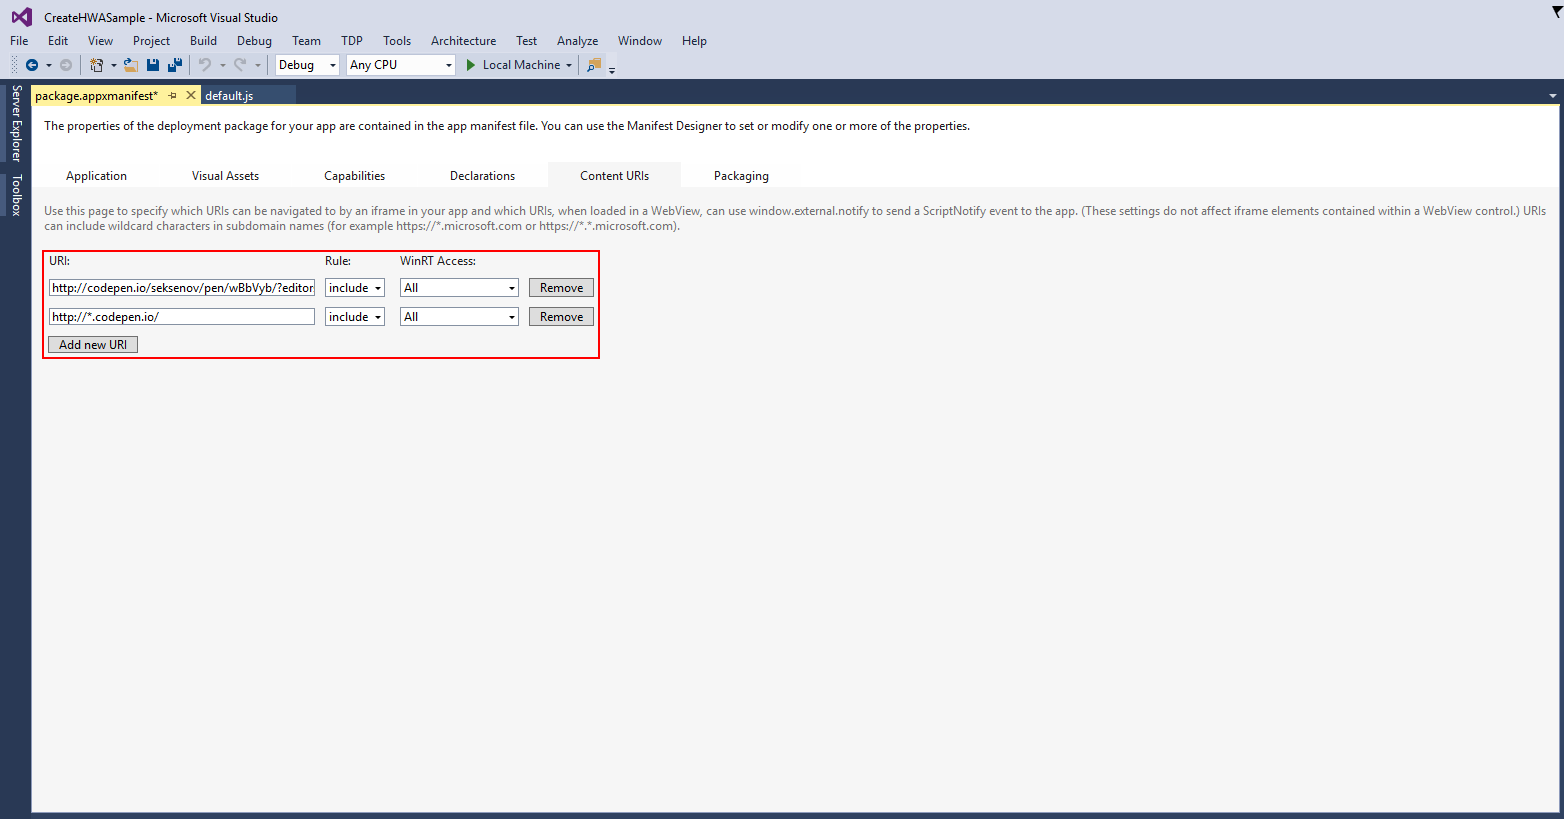 CreateHWASample - Microsoft Visual Studio
File Edit View Project Build Debug Team TDP Tools Architecture Test Analyze Window Help
Debug Any CPU Local Machine
Server Explorer
Toolbox
package.appxmanifest* default.js
The properties of the deployment package for your app are contained in the app manifest file. You can use the Manifest Designer to set or modify one or more of the properties.
Application Visual Assets Capabilities Declarations Content URIs Packaging
Use this page to specify which URIs can be navigated to by an iframe in your app and which URIs, when loaded in a WebView, can use window.external.notify to send a ScriptNotify event to the app. (These settings do not affect iframe elements contained within a WebView control.) URIs
can include wildcard characters in subdomain names (for example https://*.microsoft.com or https://*.*.microsoft.com).
URI: Rule: WinRT Access:
http://codepen.io/seksenov/pen/wBbVyb/?editor include All Remove
http://*.codepen.io/ include All Remove
Add new URI